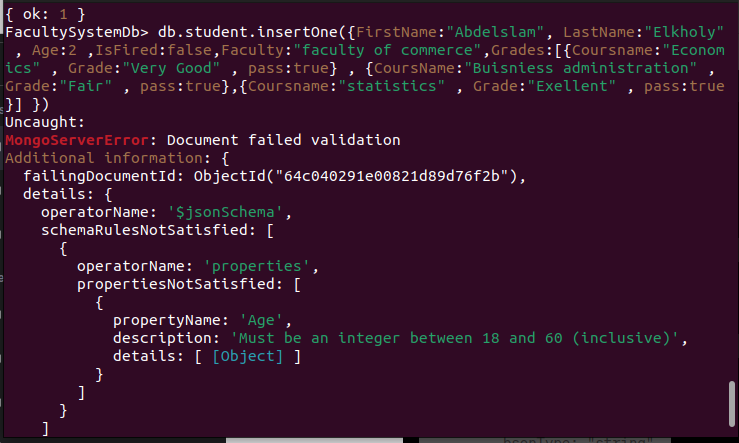 { ok: 1 }
FacultySystemDb> db.student.insertOne({FirstName:"Abdelslam", LastName:"Elkholy"
 , Age:2 ,IsFired:false,Faculty:"faculty of commerce",Grades:[{Coursname:"Econom
ics" , Grade:"Very Good" , pass:true} , {CoursName:"Buisniess administration" ,
Grade:"Fair" , pass:true},{Coursname:"statistics" , Grade:"Exellent" , pass:true
}] })
Uncaught:
MongoServerError: Document failed validation
Additional information: {
  failingDocumentId: ObjectId("64c040291e00821d89d76f2b"),
  details: {
    operatorName: '$jsonSchema',
    schemaRulesNotSatisfied: [
      {
        operatorName: 'properties',
        propertiesNotSatisfied: [
          {
            propertyName: 'Age',
            description: 'Must be an integer between 18 and 60 (inclusive)',
            details: [ [Object] ]
          }
        ]
      }
    ]